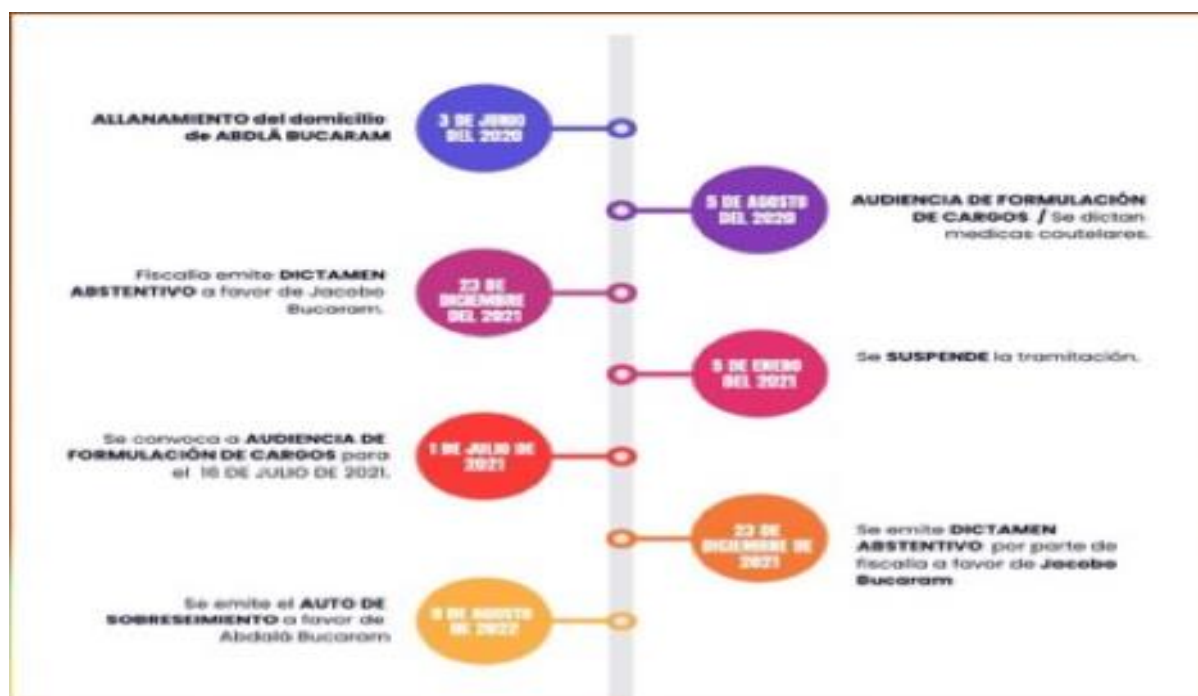 ALLANAMIENTO del domicilio
de ABDLÁ BUCARAM
3 DE JUNIO
DEL 2020
5 DE AGOSTO
DEL 2020
AUDIENCIA DE FORMULACIÓN
DE CARGOS / Se dictan
medicas cautelares.
Fiscalía emite DICTAMEN
ABSTENTIVO a favor de Jacobo
Bucaram.
23 DE
DICIEMBRE
DEL 2021
5 DE ENERO
DEL 2021
Se SUSPENDE la tramitación.
Se convoca a AUDIENCIA DE
FORMULACIÓN DE CARGOS para
el 16 DE JULIO DE 2021.
1 DE JULIO DE
2021
23 DE
DICIEMBRE DE
2021
Se emite DICTAMEN
ABSTENTIVO por parte de
fiscalía a favor de Jacobo
Bucaram
Se emite el AUTO DE
SOBRESEIMIENTO a favor de
Abdalá Bucaram
DE AGOSTO
DE 2022